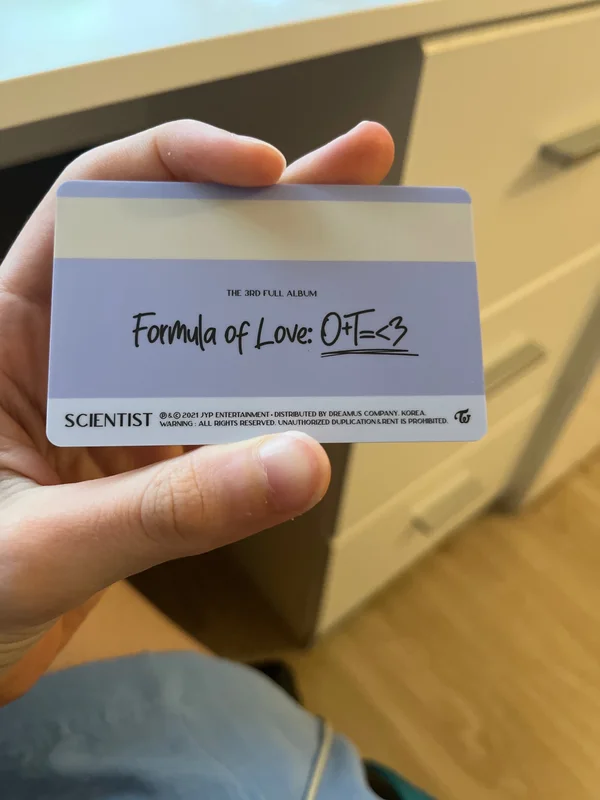 THE 3RD FULL ALBUM
Formula of Love: O+T=<3
SCIENTIST
℗ & © 2021 JYP ENTERTAINMENT • DISTRIBUTED BY DREAMUS COMPANY. KOREA.
WARNING : ALL RIGHTS RESERVED. UNAUTHORIZED DUPLICATION & RENT IS PROHIBITED.